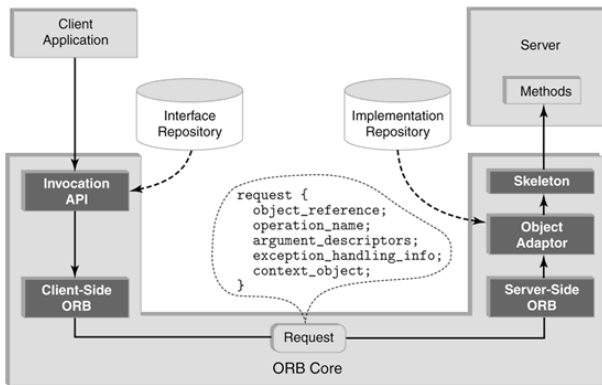 Client
Application
Server
Methods
Interface
Repository
Implementation
Repository
Invocation
API
request {
object_reference;
operation_name;
argument_descriptors;
exception_handling_info;
context_object;
}
Skeleton
Object
Adaptor
Client-Side
ORB
Server-Side
ORB
Request
ORB Core